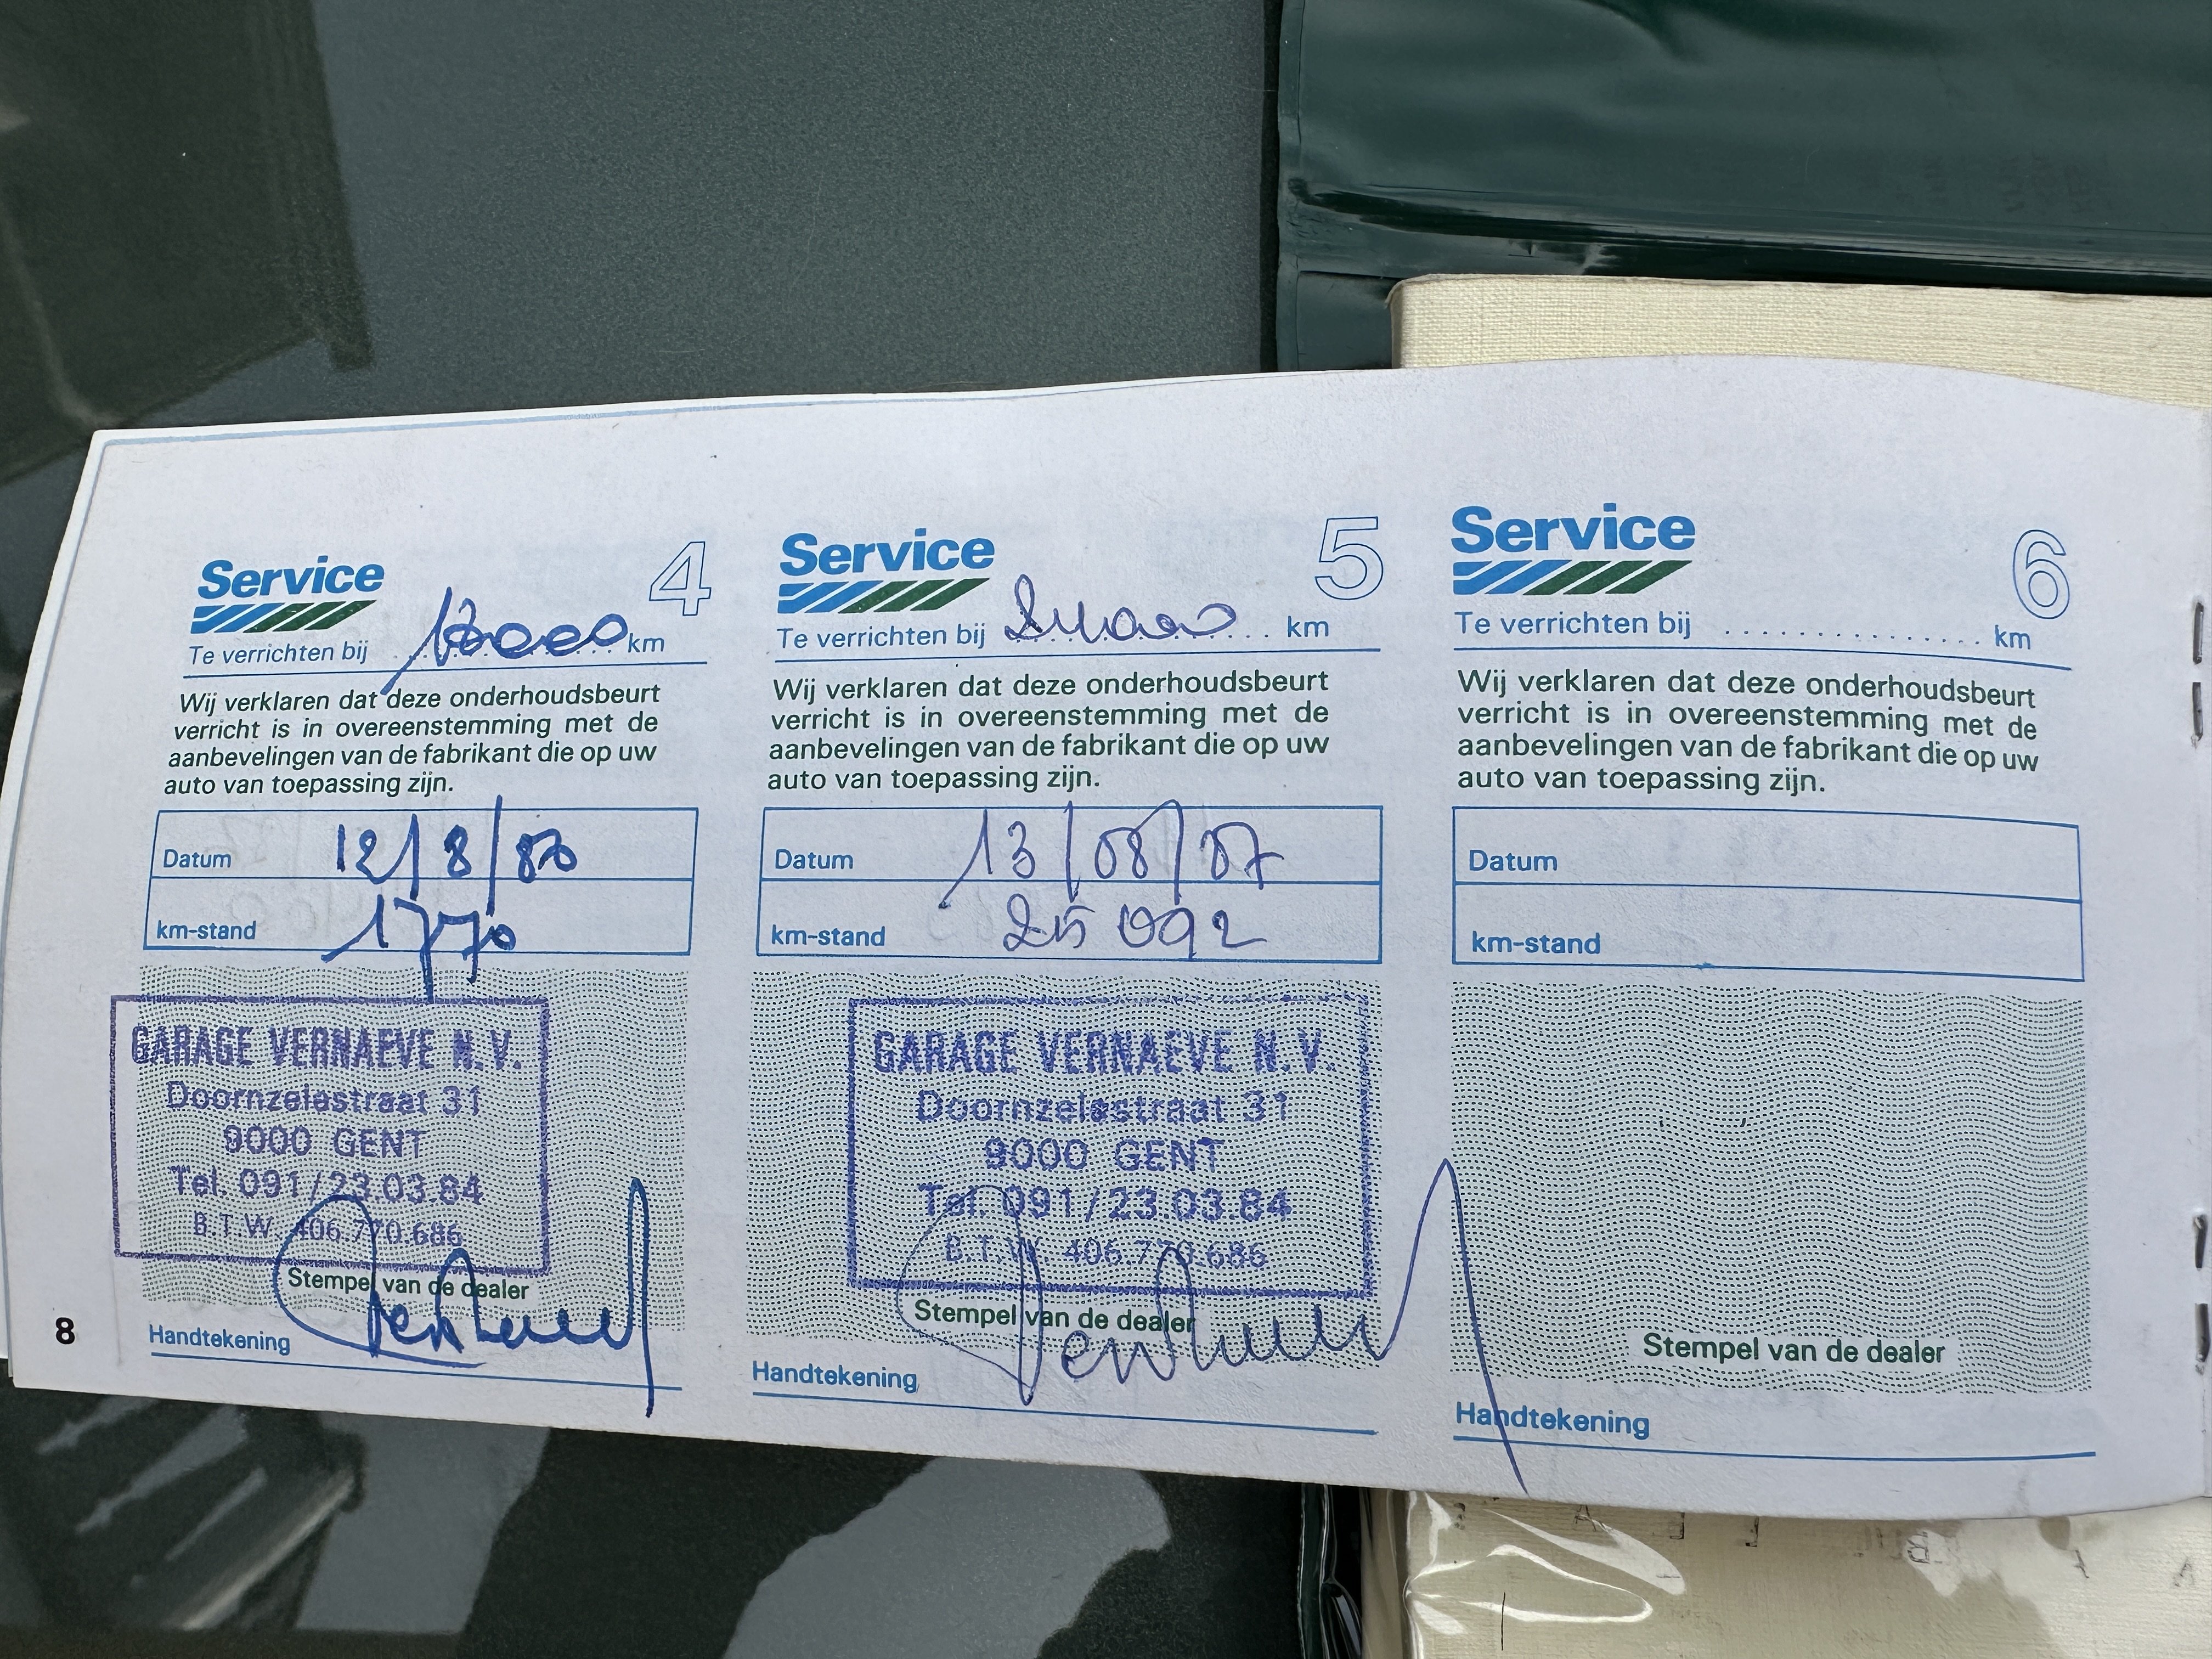 Service 4
Te verrichten bij km
Wij verklaren dat deze onderhoudsbeurt
verricht is in overeenstemming met de
aanbevelingen van de fabrikant die op uw
auto van toepassing zijn.
Datum 12/8/86
km-stand 1770
GARAGE VERNAEVE N.V.
Doornzelestraat 31
9000 GENT
Tel. 091/23.03.84
B.T.W. 406.770.686
Stempel van de dealer
Handtekening
8
Service 5
Te verrichten bij km
Wij verklaren dat deze onderhoudsbeurt
verricht is in overeenstemming met de
aanbevelingen van de fabrikant die op uw
auto van toepassing zijn.
Datum 13/08/87
km-stand 25 092
GARAGE VERNAEVE N.V.
Doornzelestraat 31
9000 GENT
Tel. 091/23.03.84
B.T.W. 406.770.686
Stempel van de dealer
Handtekening
Service 6
Te verrichten bij .............. km
Wij verklaren dat deze onderhoudsbeurt
verricht is in overeenstemming met de
aanbevelingen van de fabrikant die op uw
auto van toepassing zijn.
Datum
km-stand
Stempel van de dealer
Handtekening